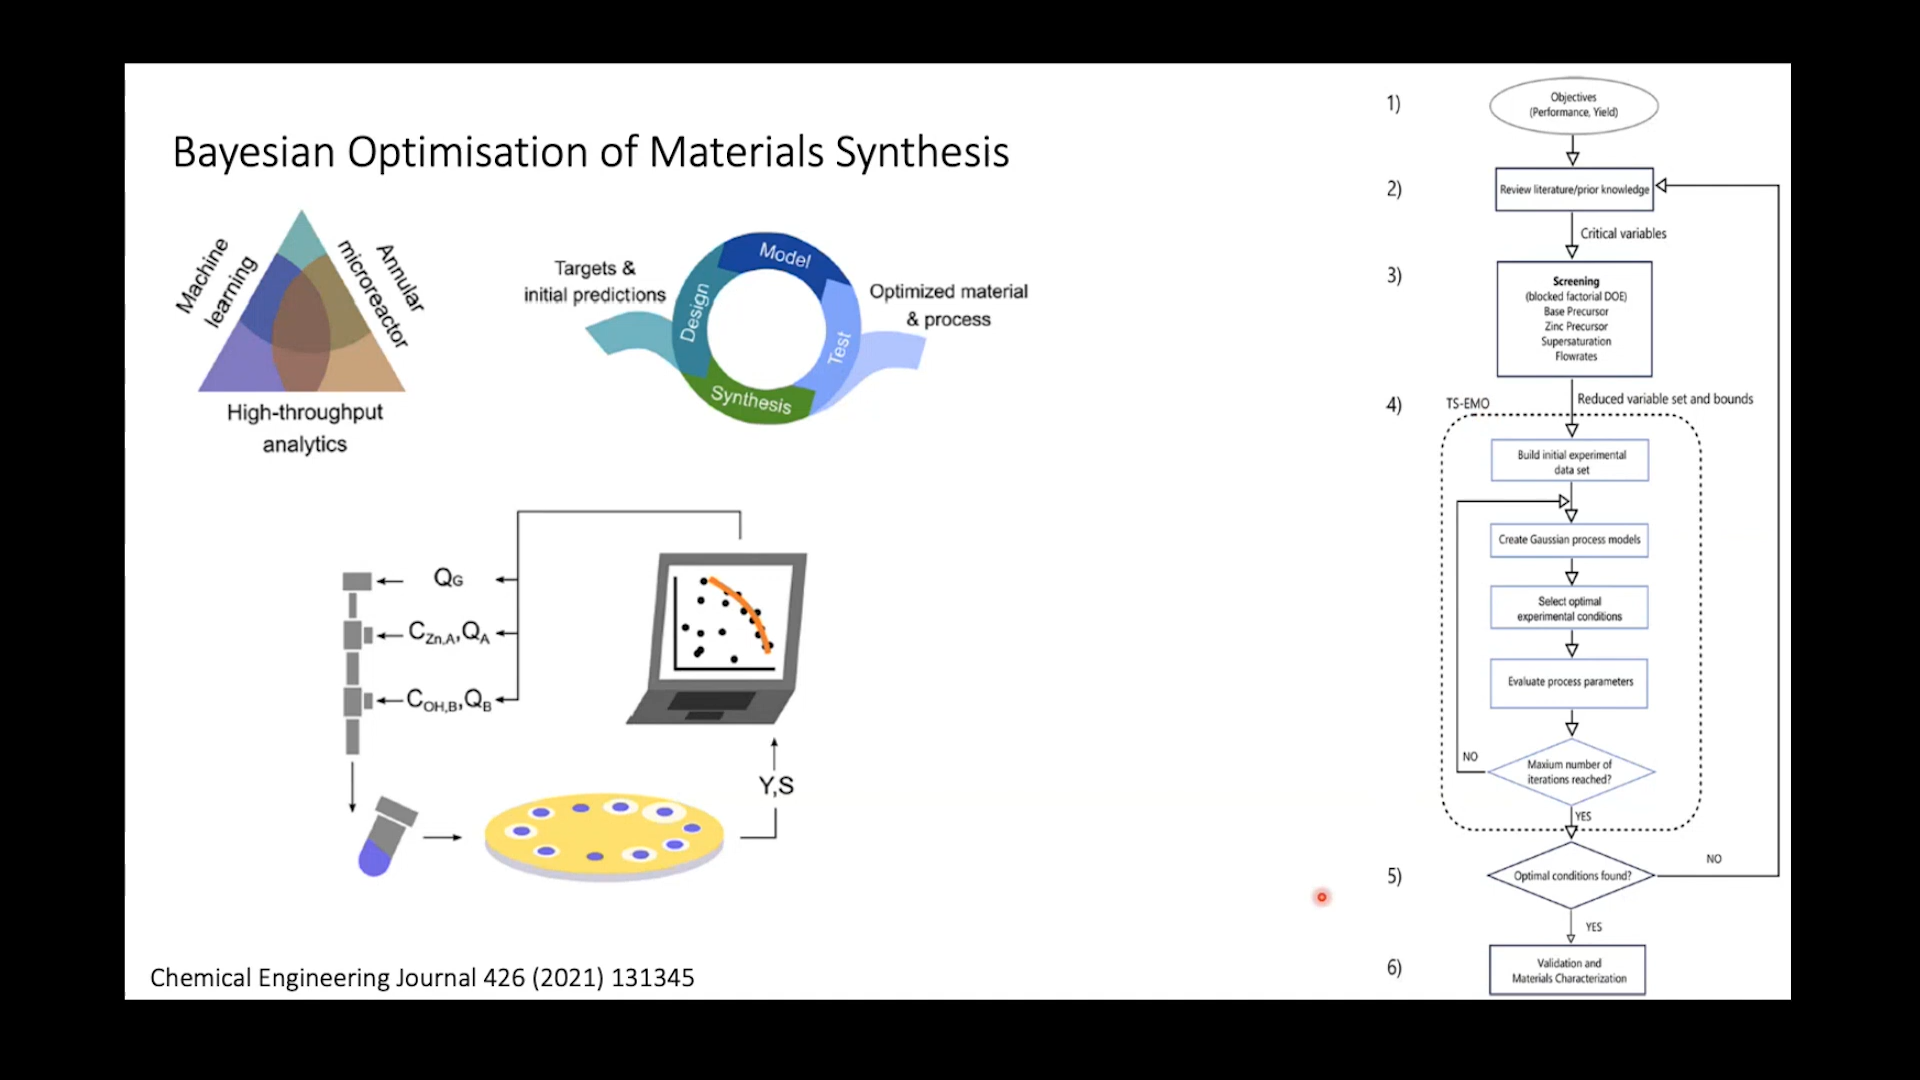 Bayesian Optimisation of Materials Synthesis
Machine
learning
Annular
microreactor
High-throughput
analytics
Targets &
initial predictions
Design
Model
Test
Synthesis
Optimized material
& process
QG
CZn,A,QA
COH,B,QB
Y,S
Chemical Engineering Journal 426 (2021) 131345
1)
Objectives
(Performance, Yield)
2)
Review literature/prior knowledge
Critical variables
3)
Screening
(blocked factorial DOE)
Base Precursor
Zinc Precursor
Supersaturation
Flowrates
Reduced variable set and bounds
4)
TS-EMO
Build initial experimental
data set
Create Gaussian process models
Select optimal
experimental conditions
Evaluate process parameters
NO
Maxium number of
iterations reached?
YES
5)
Optimal conditions found?
NO
YES
6)
Validation and
Materials Characterization